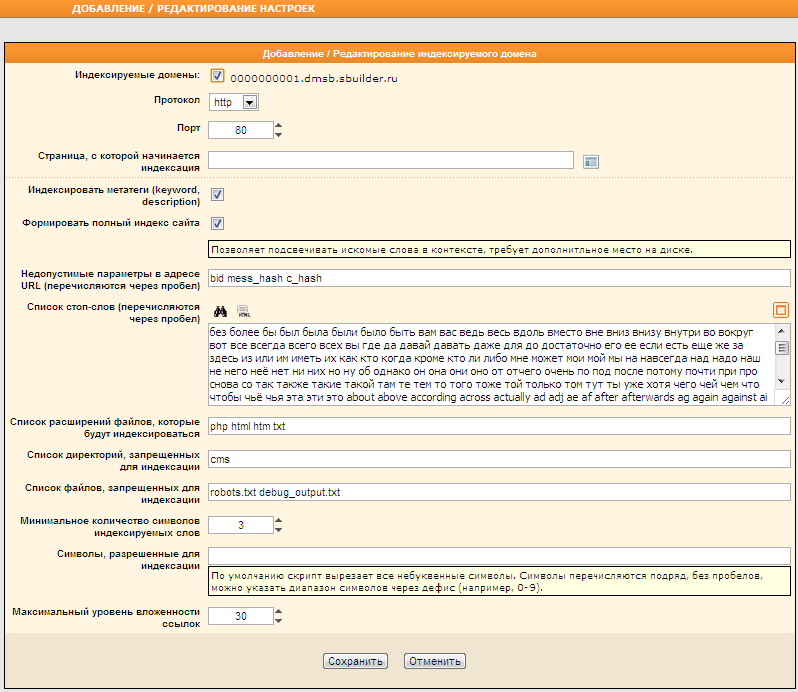 ДОБАВЛЕНИЕ / РЕДАКТИРОВАНИЕ НАСТРОЕК
Добавление / Редактирование индексируемого домена
Индексируемые домены:
0000000001.dmsb.sbuilder.ru
Протокол
http
Порт
80
Страница, с которой начинается
индексация
Индексировать метатеги (keyword,
description)
Формировать полный индекс сайта
Позволяет подсвечивать искомые слова в контексте, требует дополнитльное место на диске.
Недопустимые параметры в адресе
URL (перечисляются через пробел)
bid mess_hash c_hash
Список стоп-слов (перечисляются
через пробел)
HTML
без более бы был была были было быть вам вас ведь весь вдоль вместо вне вниз внизу внутри во вокруг
вот все всегда всего всех вы где да давай давать даже для до достаточно его ее если есть еще же за
здесь из или им иметь их как кто когда кроме кто ли либо мне может мои мой мы на навсегда над надо наш
не него неё нет ни них но ну об однако он она они оно от отчего очень по под после потому почти при про
снова со так также такие такой там те тем то того тоже той только том тут ты уже хотя чего чей чем что
чтобы чьё чья эта эти это about above according across actually ad adj ae af after afterwards ag again against ai
Список расширений файлов, которые
будут индексироваться
php html htm txt
Список директорий, запрещенных
для индексации
cms
Список файлов, запрещенных для
индексации
robots.txt debug_output.txt
Минимальное количество символов
индексируемых слов
3
Символы, разрешенные для
индексации
По умолчанию скрипт вырезает все небуквенные символы. Символы перечисляются подряд, без пробелов,
можно указать диапазон символов через дефис (например, 0-9).
Максимальный уровень вложенности
ссылок
30
Сохранить
Отменить